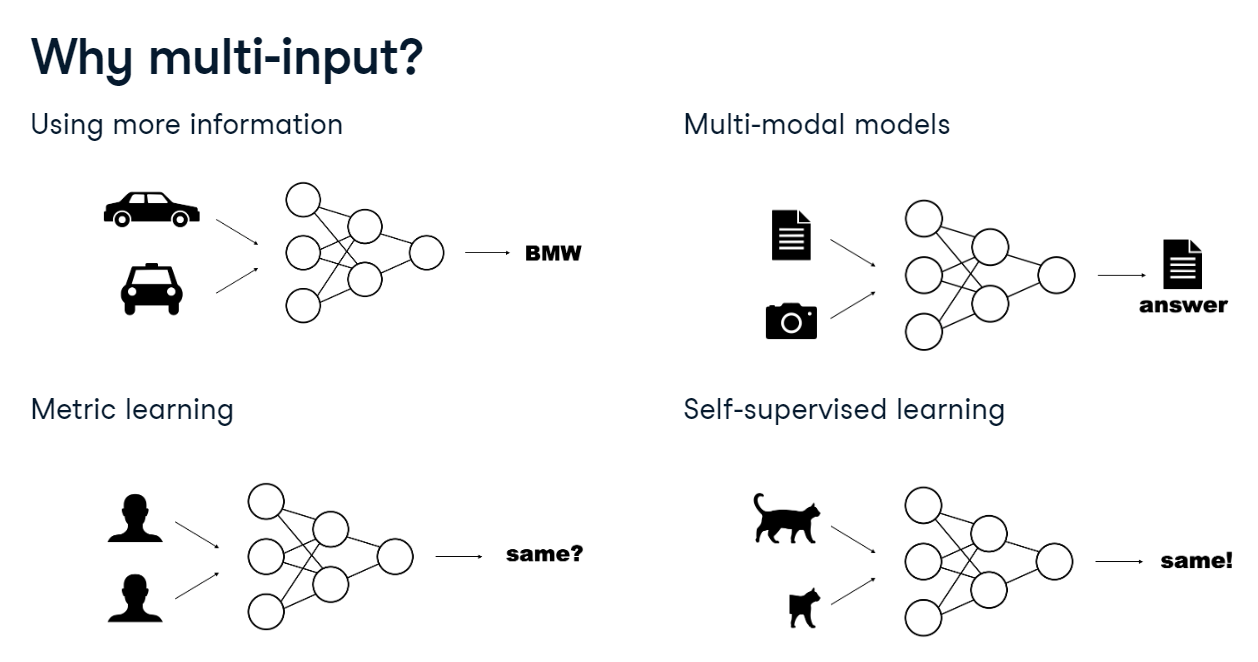 Why multi-input?
Using more information
BMW
Multi-modal models
answer
Metric learning
same?
Self-supervised learning
same!